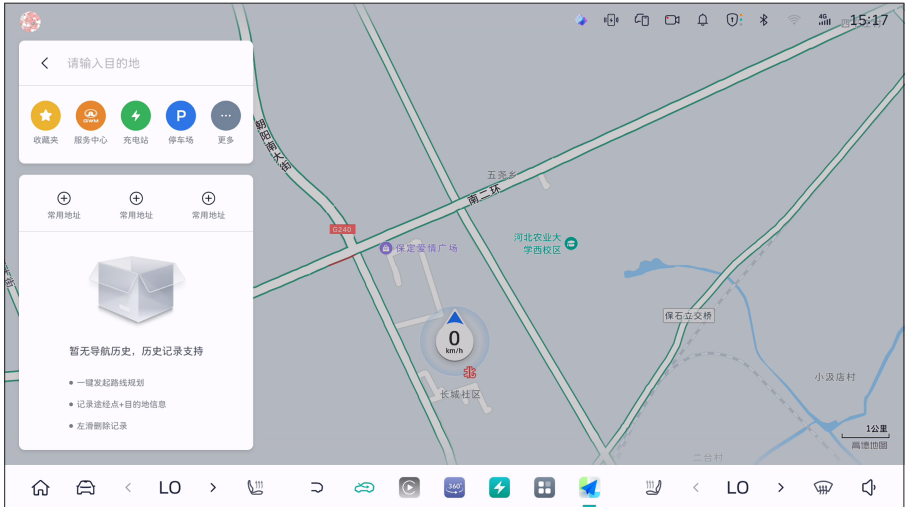 4G
15:17
请输入目的地
GWM
P
收藏夹
服务中心
充电站
停车场
更多
常用地址
常用地址
常用地址
暂无导航历史，历史记录支持
一键发起路线规划
记录途经点+目的地信息
左滑删除记录
朝阳南大街
五尧乡
南二环
G240
保定爱情广场
河北农业大
学西校区
保石立交桥
0
km/h
北
长城社区
小汲店村
1公里
高德地图
二台村
LO
360°
LO